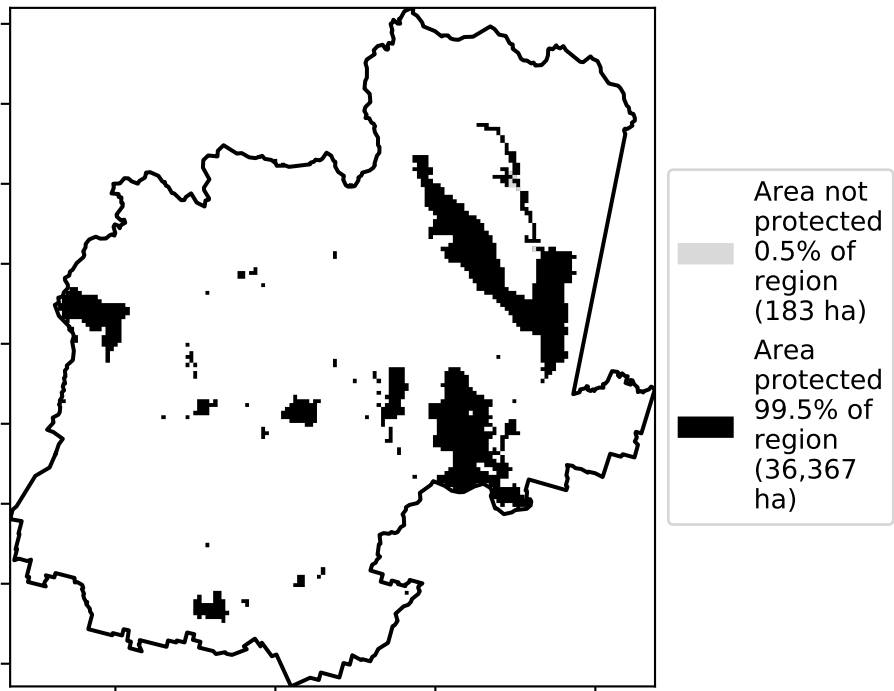 Area not
protected
0.5% of
region
(183 ha)
Area
protected
99.5% of
region
(36,367
ha)